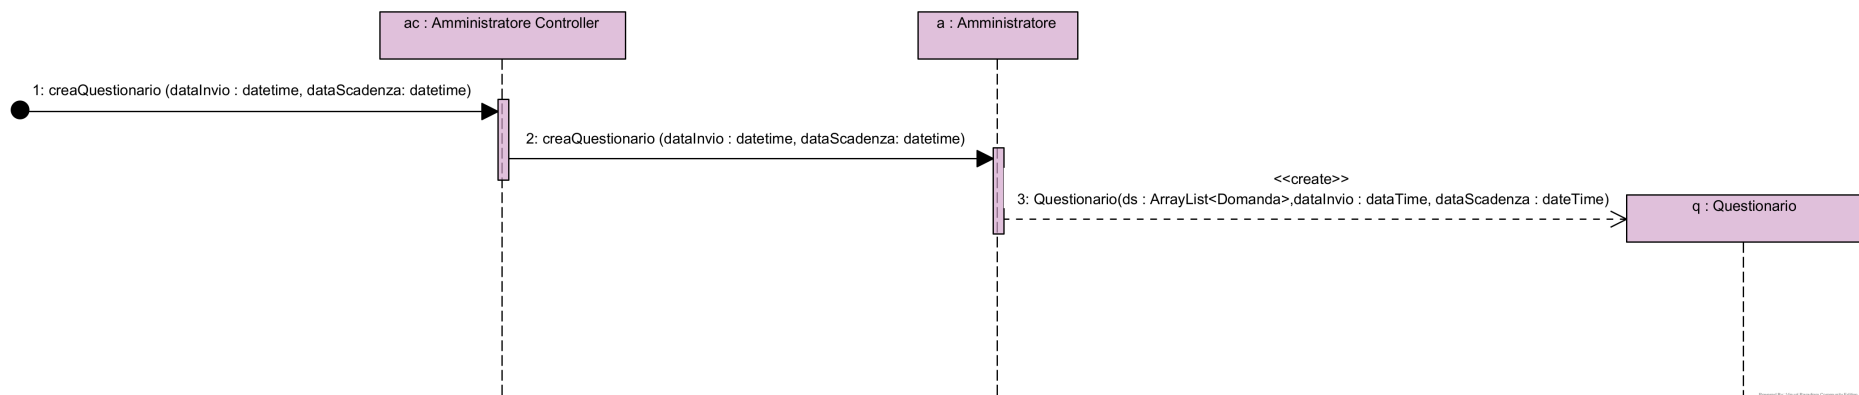 ac : Amministratore Controller
a : Amministratore
1: creaQuestionario (dataInvio : datetime, dataScadenza: datetime)
2: creaQuestionario (dataInvio : datetime, dataScadenza: datetime)
<<create>>
3: Questionario(ds : ArrayList<Domanda>,dataInvio : dataTime, dataScadenza : dateTime)
q : Questionario